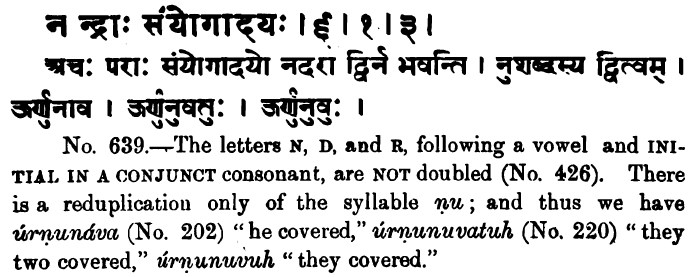 न न्द्राः संयोगादयः । ६ । १ । ३ ।
अचः पराः संयोगादयो नदरा द्विर्न भवन्ति । नुशब्दस्य द्वित्वम् ।
ऊर्णुनाव । ऊर्णुनुवतुः । ऊर्णुनुवुः ।
No. 639.—The letters N, D, and R, following a vowel and INI-
TIAL IN A CONJUNCT consonant, are NOT doubled (No. 426). There
is a reduplication only of the syllable ṇu; and thus we have
úrṇunáva (No. 202) "he covered," úrṇunuvatuh (No. 220) "they
two covered," úrṇunuvuh "they covered."